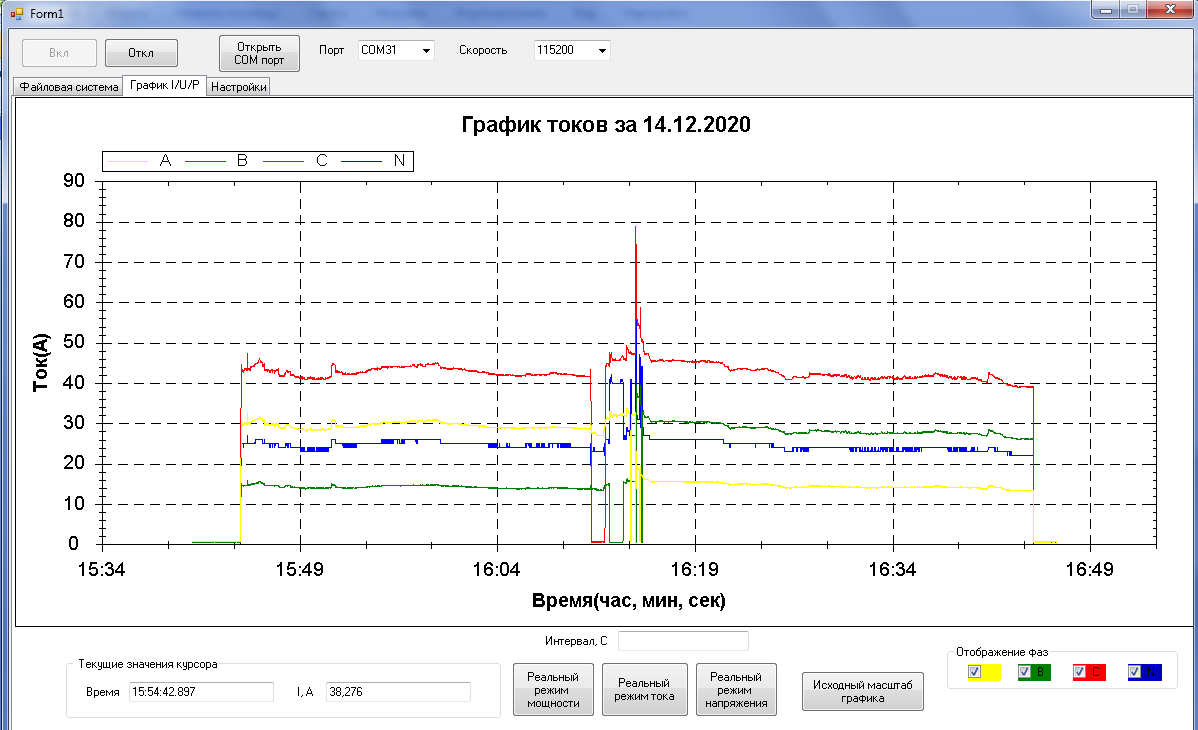 Form1
Вкл
Откл
Открыть
COM порт
Порт
COM31
Скорость
115200
Файловая система
График I/U/P
Настройки
График токов за 14.12.2020
A B C N
90
80
70
60
50
40
30
20
10
0
Ток(А)
15:34 15:49 16:04 16:19 16:34 16:49
Время(час, мин, сек)
Интервал, С
Текущие значения курсора
Время
15:54:42.897
I, A
38,276
Реальный
режим
мощности
Реальный
режим тока
Реальный
режим
напряжения
Исходный масштаб
графика
Отображение фаз
B
C
N